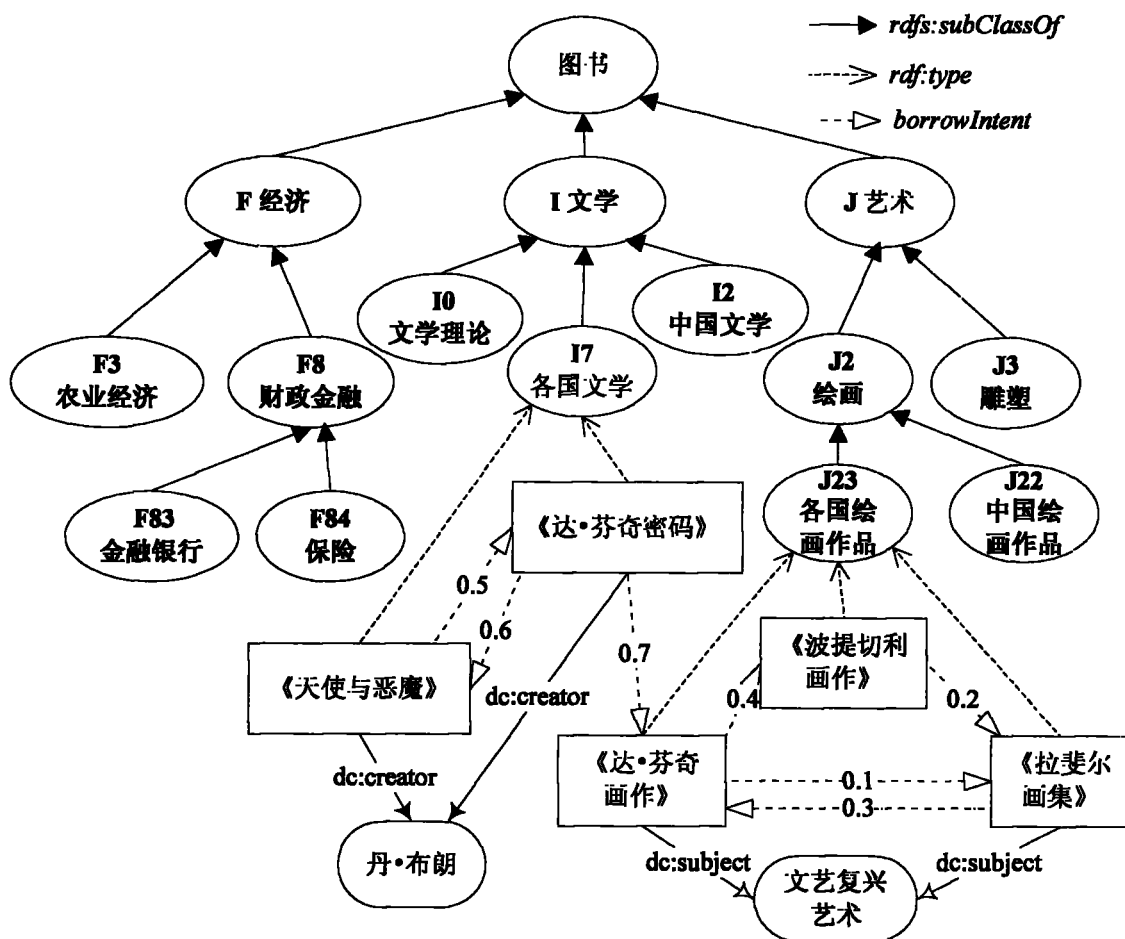 rdfs:subClassOf
rdf:type
borrowIntent
图书
F 经济
I 文学
J 艺术
I0
文学理论
I2
中国文学
F3
农业经济
F8
财政金融
I7
各国文学
J2
绘画
J3
雕塑
F83
金融银行
F84
保险
J23
各国绘
画作品
J22
中国绘
画作品
《达•芬奇密码》
0.5
0.6
0.7
《天使与恶魔》
《波提切利
画作》
0.4
0.2
dc:creator
dc:creator
《达•芬奇
画作》
0.1
0.3
《拉斐尔
画集》
丹•布朗
dc:subject
dc:subject
文艺复兴
艺术